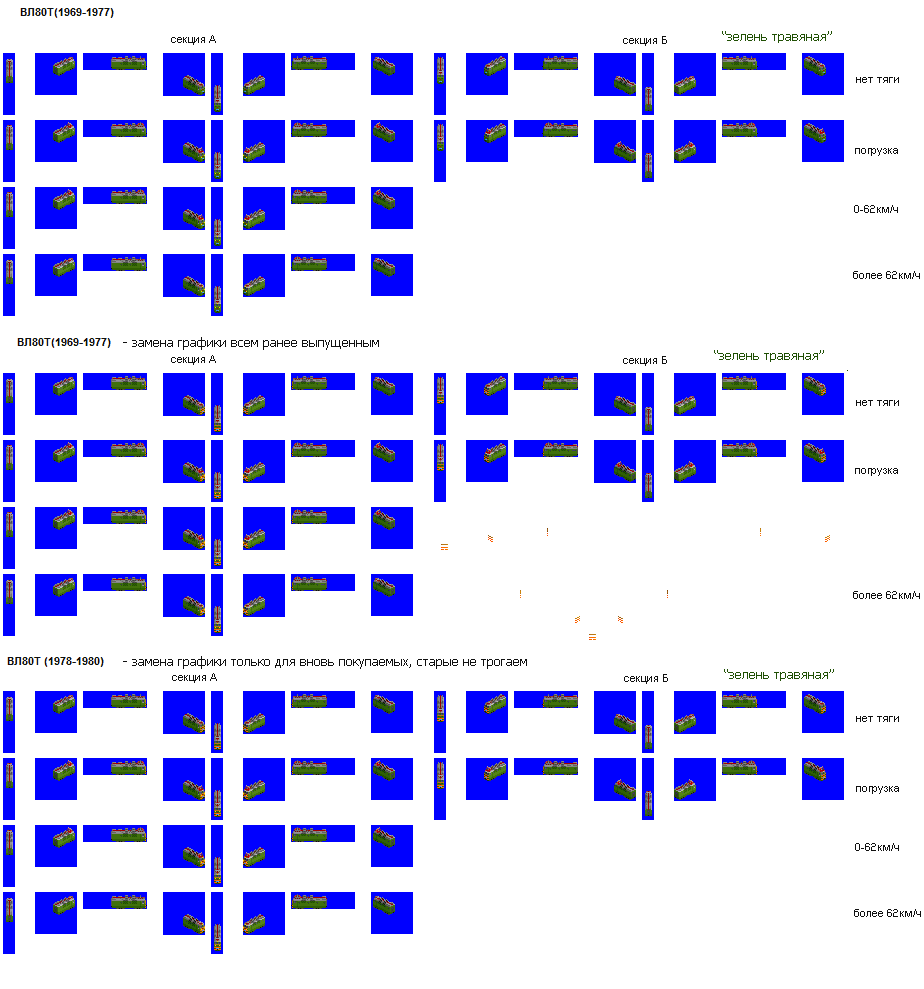 ВЛ80Т(1969-1977)
секция А
секция Б
"зелень травяная"
нет тяги
погрузка
0-62км/ч
более 62км/ч
ВЛ80Т(1969-1977) - замена графики всем ранее выпущенным
секция А
секция Б
"зелень травяная"
нет тяги
погрузка
более 62км/ч
ВЛ80Т (1978-1980) - замена графики только для вновь покупаемых, старые не трогаем
секция А
секция Б
"зелень травяная"
нет тяги
погрузка
0-62км/ч
более 62км/ч